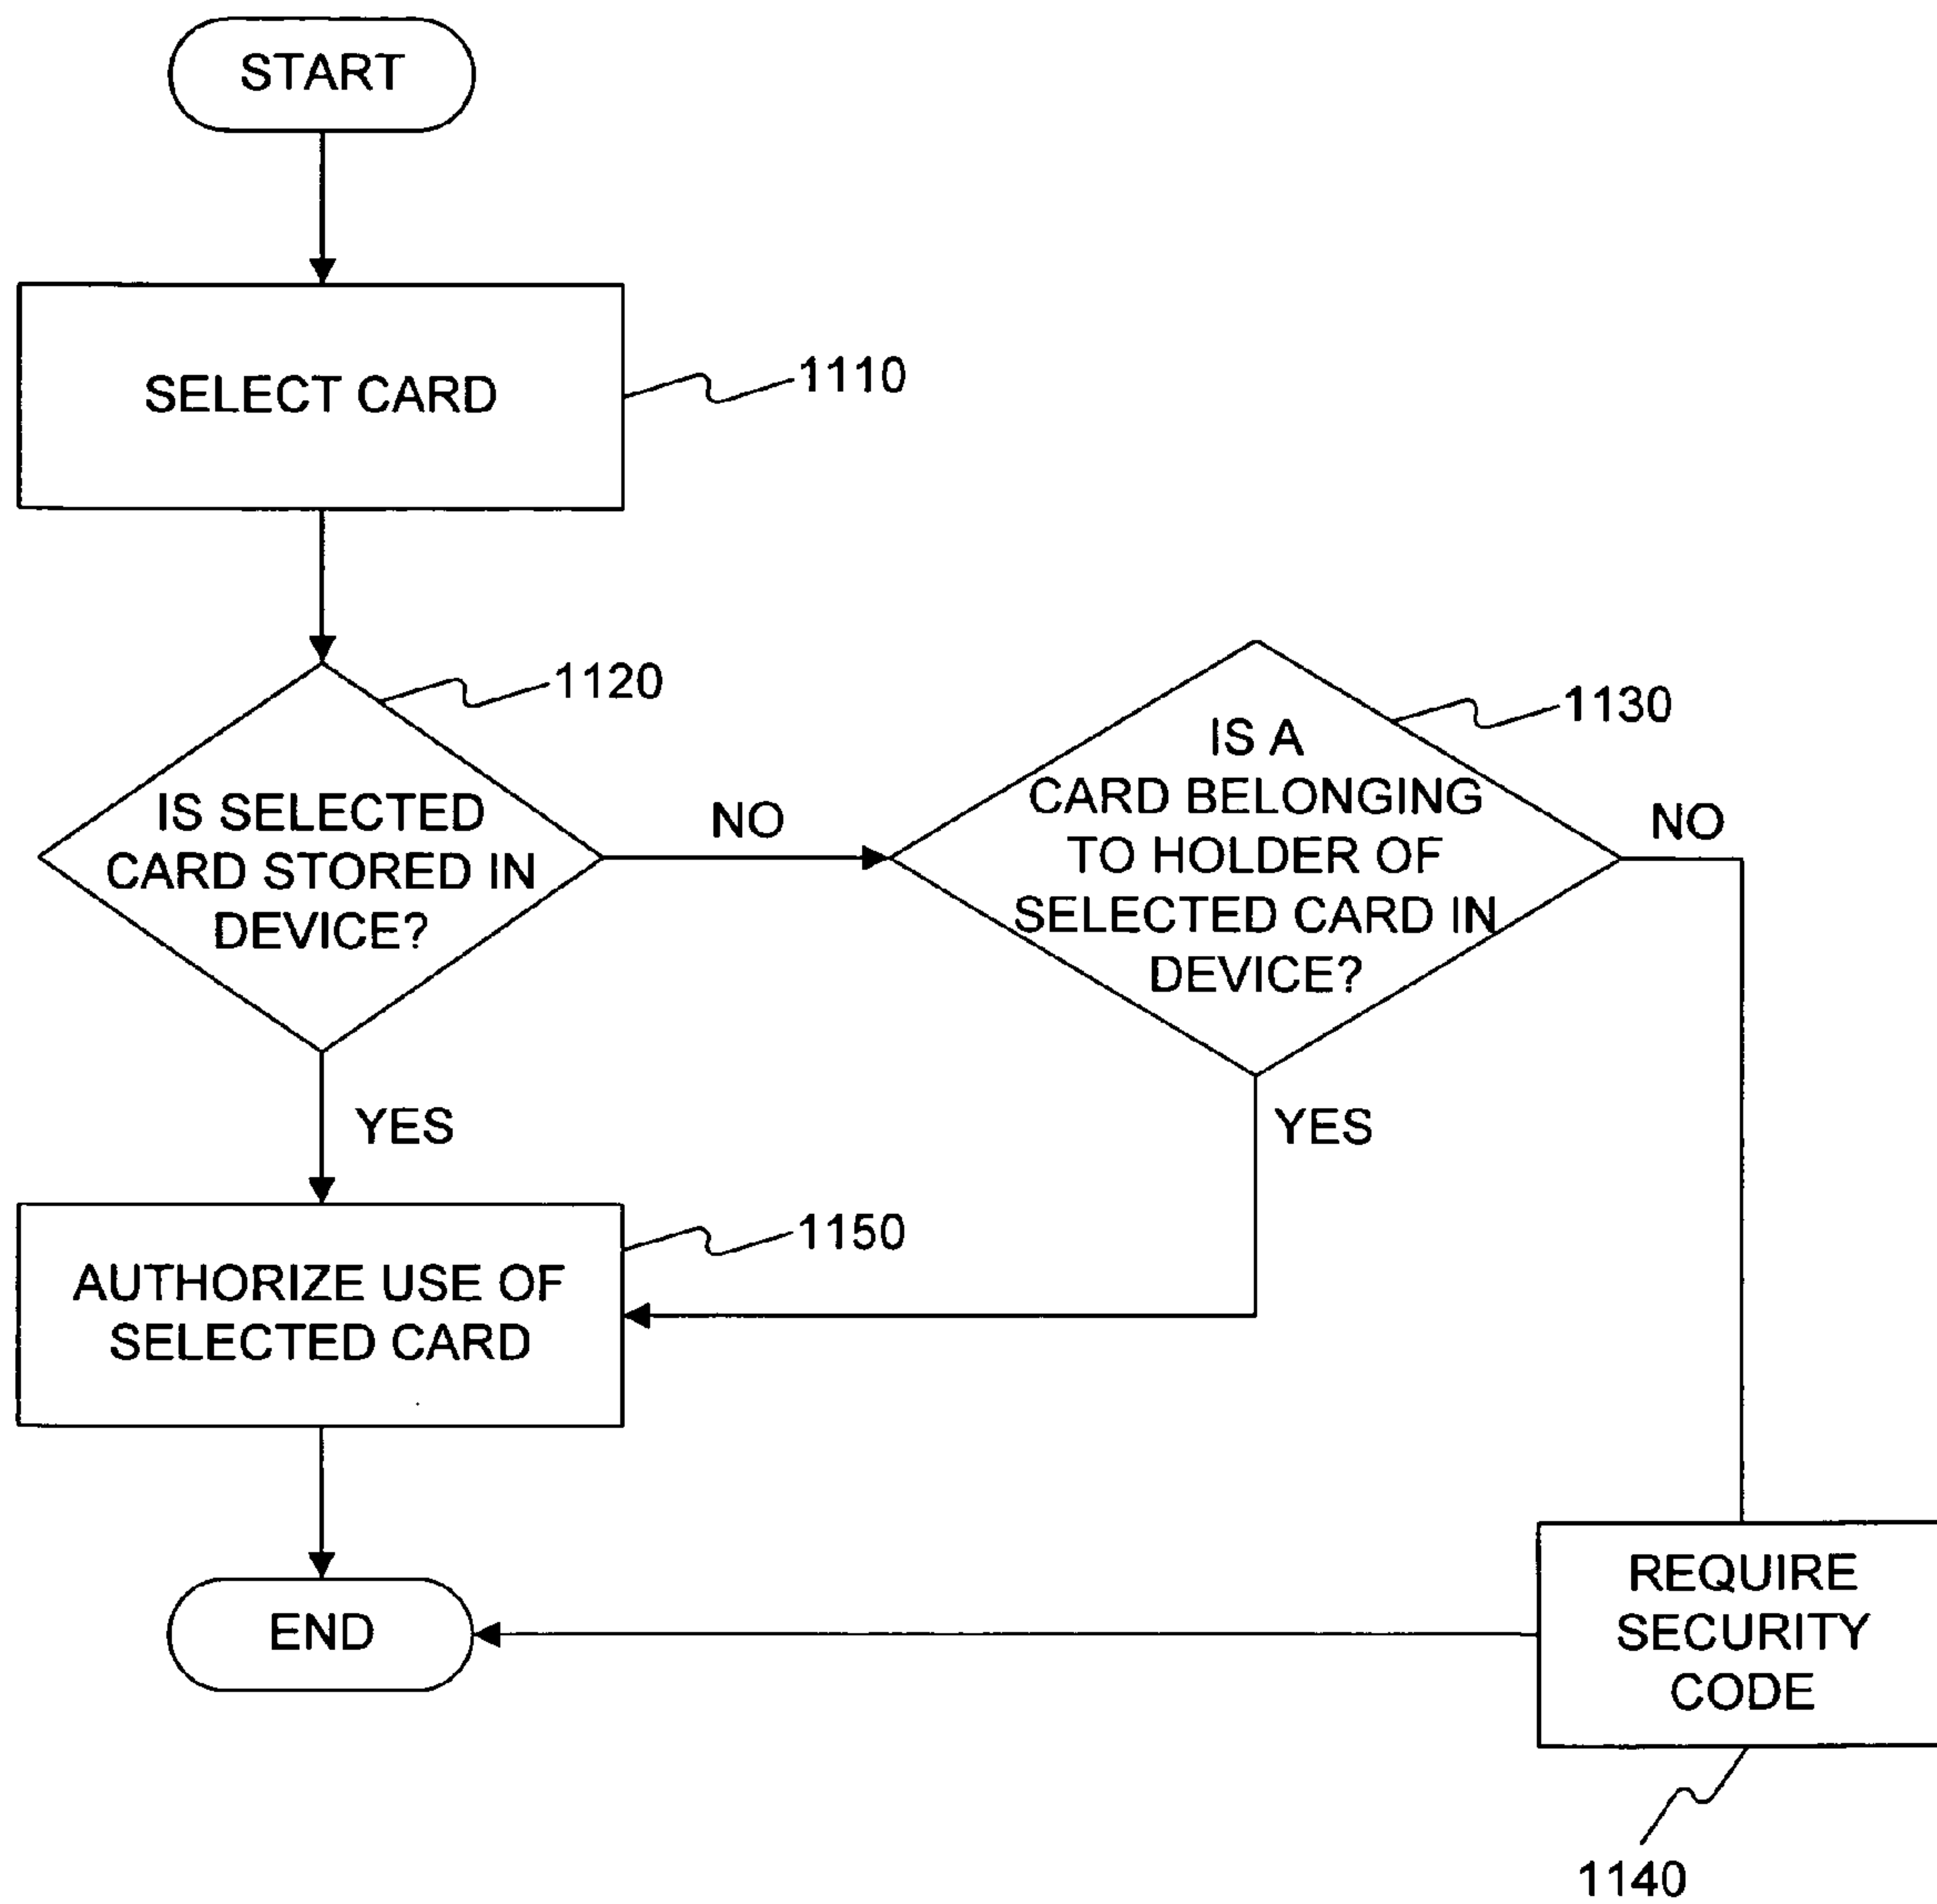 START
SELECT CARD
1110
1120
IS SELECTED
CARD STORED IN
DEVICE?
NO
1130
IS A
CARD BELONGING
TO HOLDER OF
SELECTED CARD IN
DEVICE?
NO
YES
YES
1150
AUTHORIZE USE OF
SELECTED CARD
END
REQUIRE
SECURITY
CODE
1140